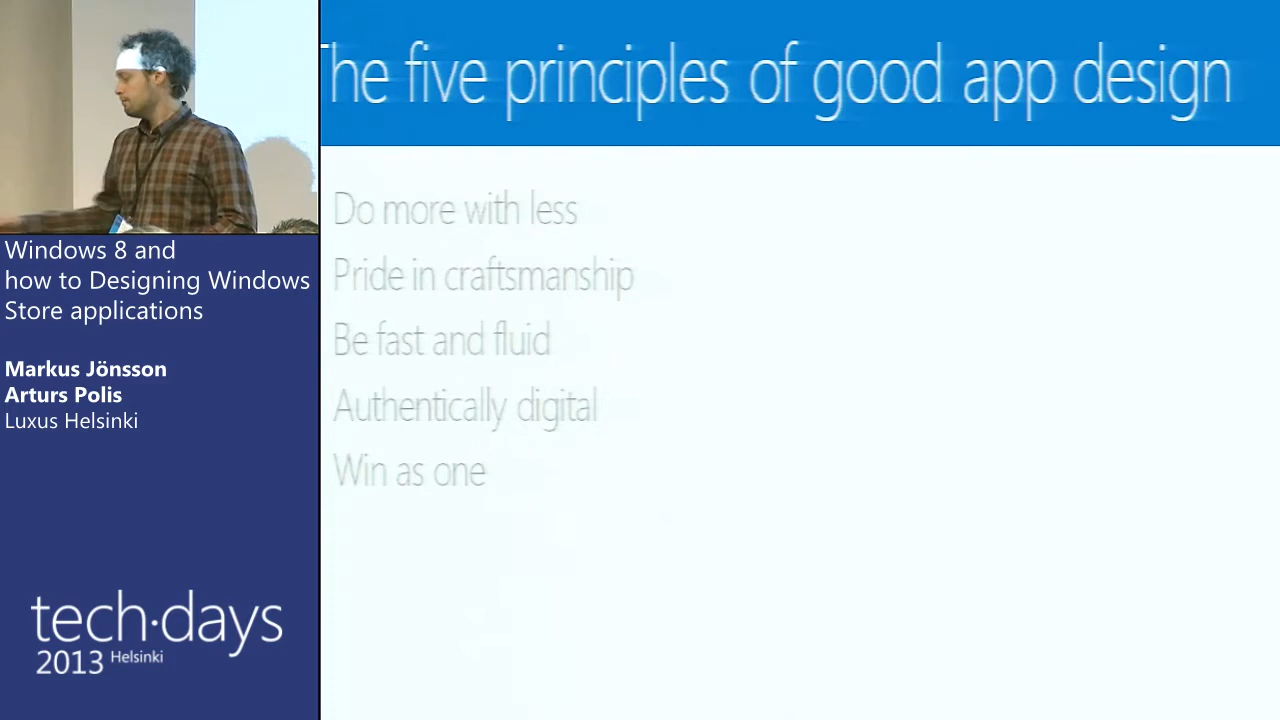 The five principles of good app design
Do more with less
Pride in craftsmanship
Be fast and fluid
Authentically digital
Win as one
Windows 8 and
how to Designing Windows
Store applications
Markus Jönsson
Arturs Polis
Luxus Helsinki
tech·days
2013 Helsinki